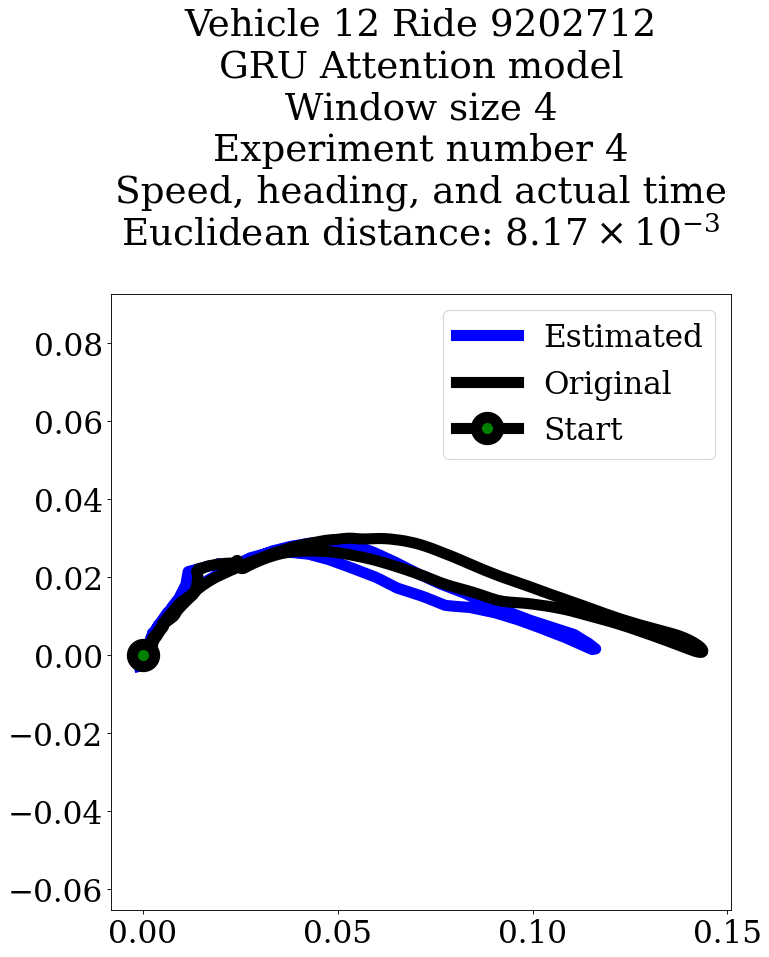 Vehicle 12 Ride 9202712
GRU Attention model
Window size 4
Experiment number 4
Speed, heading, and actual time
Euclidean distance: 8.17 × 10⁻³
Estimated
Original
Start
0.08
0.06
0.04
0.02
0.00
−0.02
−0.04
−0.06
0.00 0.05 0.10 0.15